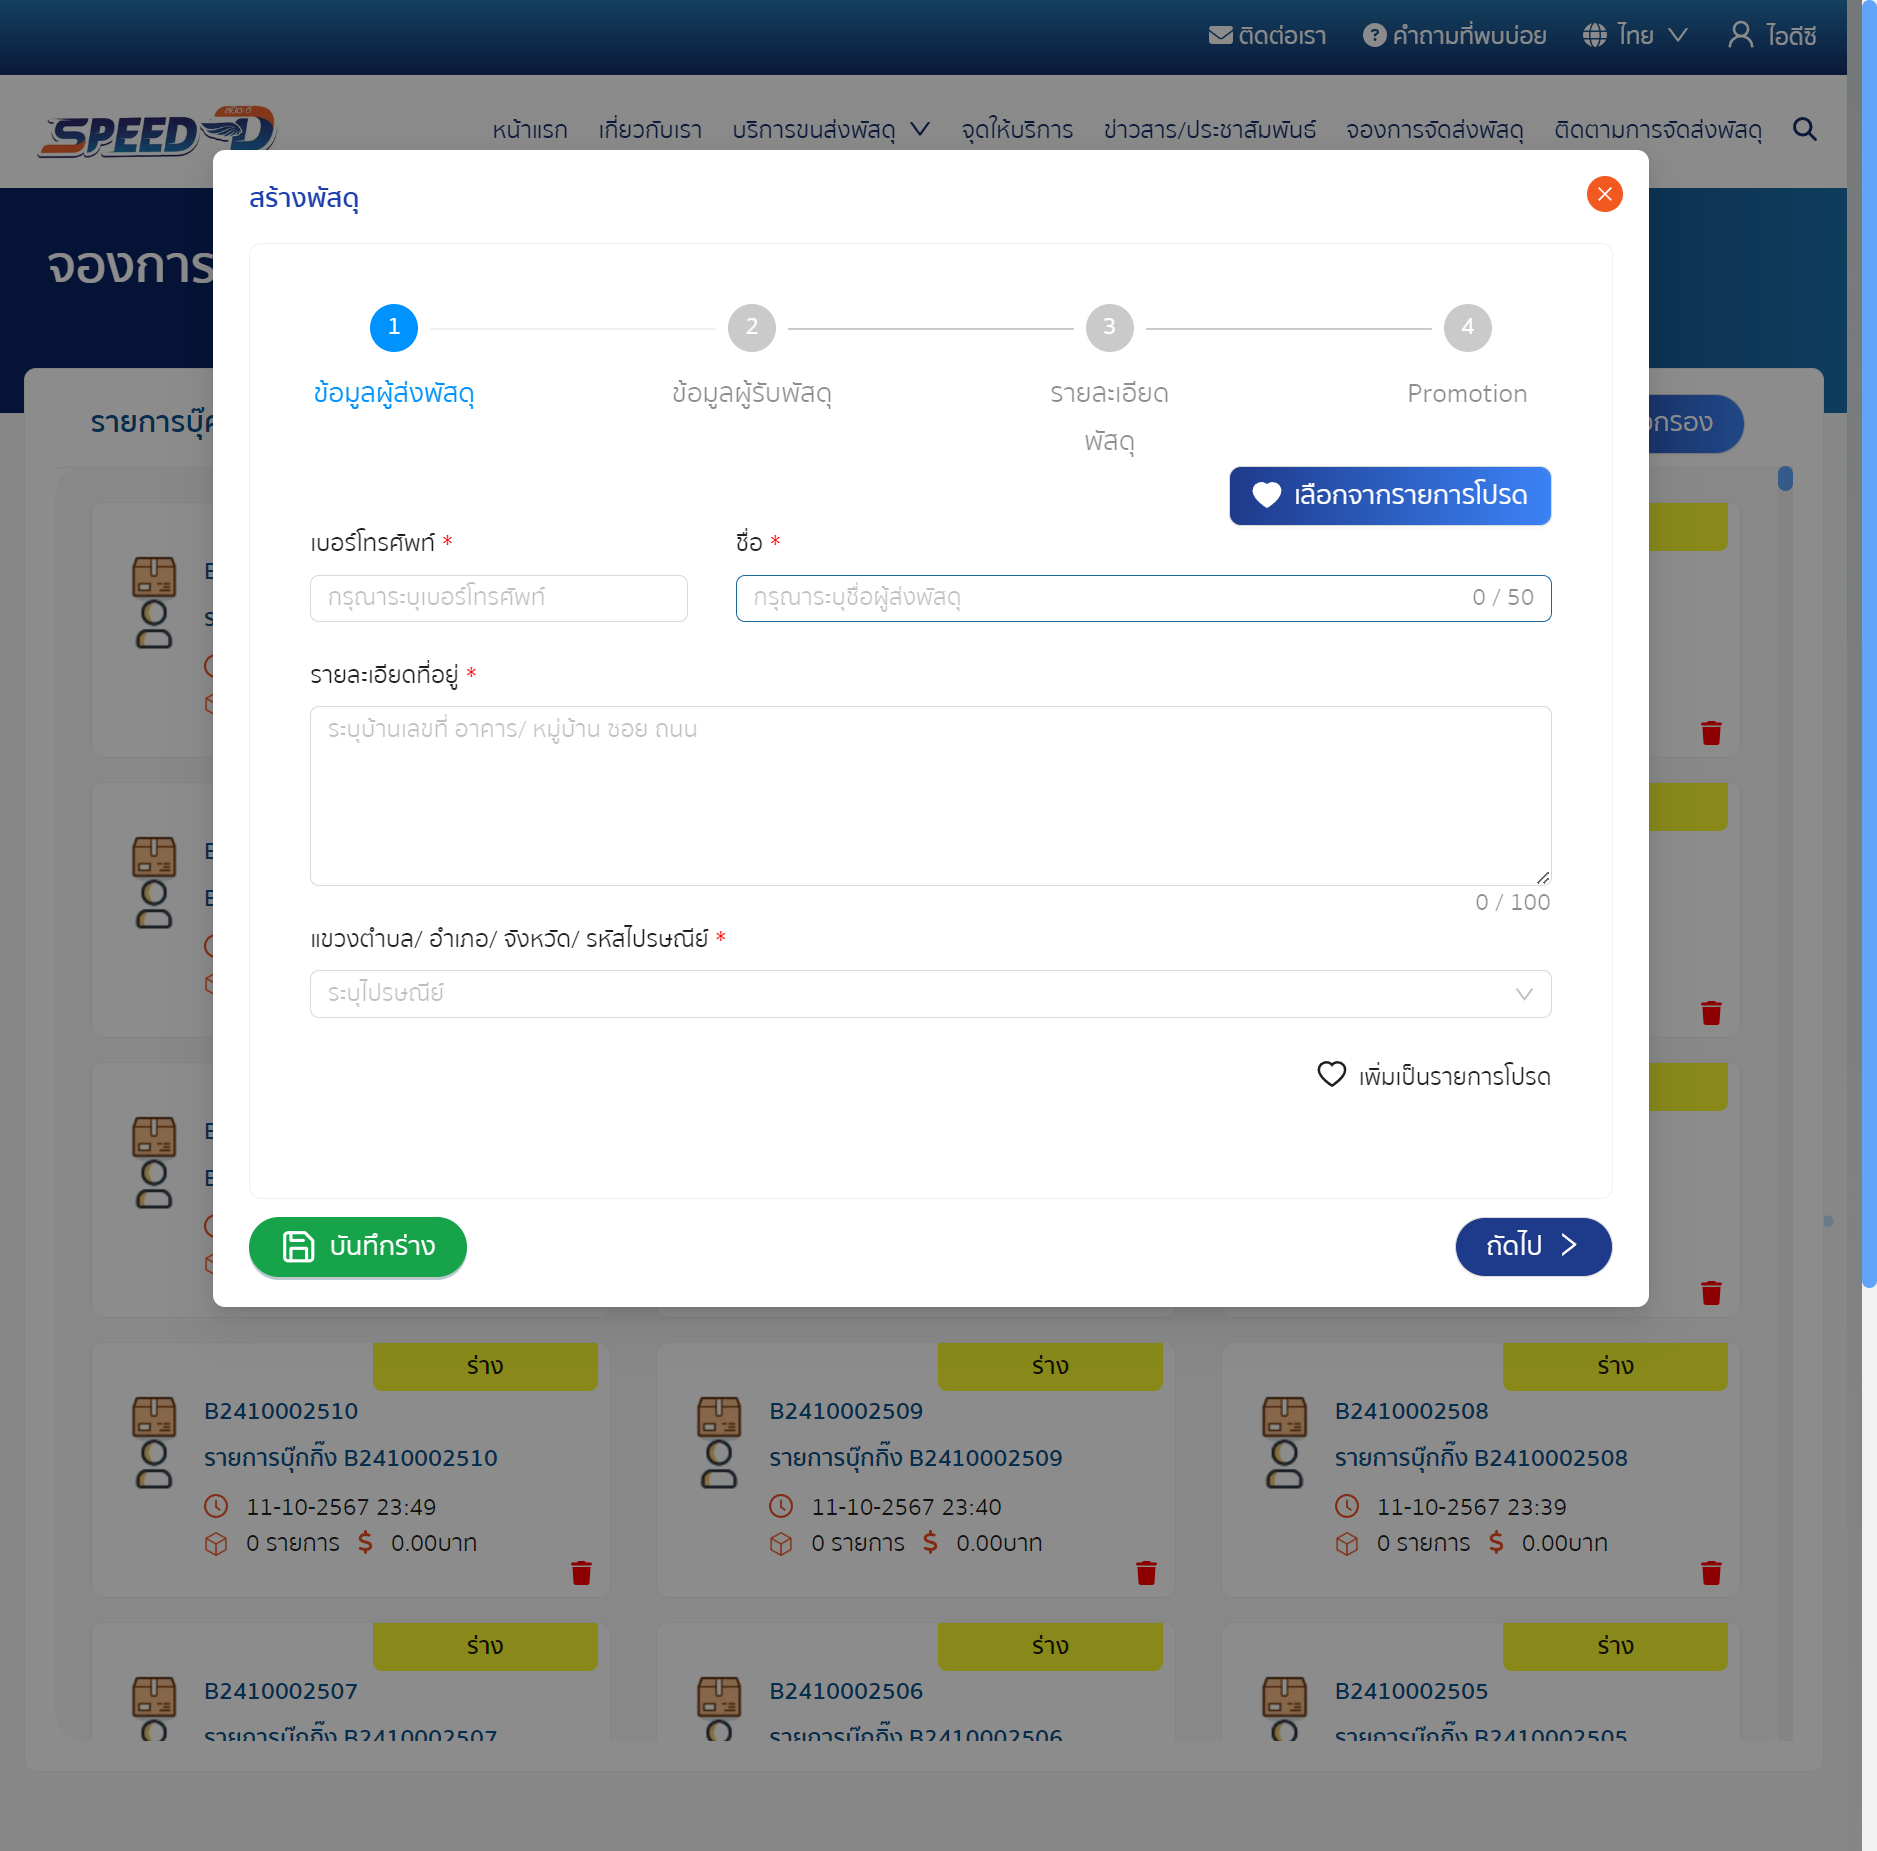 ติดต่อเรา คำถามที่พบบ่อย ไทย ไอดีซี
สปีด-ดี
SPEED-D
หน้าแรก เกี่ยวกับเรา บริการขนส่งพัสดุ จุดให้บริการ ข่าวสาร/ประชาสัมพันธ์ จองการจัดส่งพัสดุ ติดตามการจัดส่งพัสดุ
สร้างพัสดุ
จองการ
1 2 3 4
ข้อมูลผู้ส่งพัสดุ ข้อมูลผู้รับพัสดุ รายละเอียด Promotion
พัสดุ
รายการบุ๊ค กรอง
เลือกจากรายการโปรด
เบอร์โทรศัพท์ * ชื่อ *
กรุณาระบุเบอร์โทรศัพท์ กรุณาระบุชื่อผู้ส่งพัสดุ 0 / 50
รายละเอียดที่อยู่ *
ระบุบ้านเลขที่ อาคาร/ หมู่บ้าน ซอย ถนน
0 / 100
แขวงตำบล/ อำเภอ/ จังหวัด/ รหัสไปรษณีย์ *
ระบุไปรษณีย์
เพิ่มเป็นรายการโปรด
บันทึกร่าง ถัดไป
ร่าง ร่าง ร่าง
B2410002510 B2410002509 B2410002508
รายการบุ๊กกิ๊ง B2410002510 รายการบุ๊กกิ๊ง B2410002509 รายการบุ๊กกิ๊ง B2410002508
11-10-2567 23:49 11-10-2567 23:40 11-10-2567 23:39
0 รายการ 0.00บาท 0 รายการ 0.00บาท 0 รายการ 0.00บาท
ร่าง ร่าง ร่าง
B2410002507 B2410002506 B2410002505
รายการบุ๊กกิ๊ง B2410002507 รายการบุ๊กกิ๊ง B2410002506 รายการบุ๊กกิ๊ง B2410002505